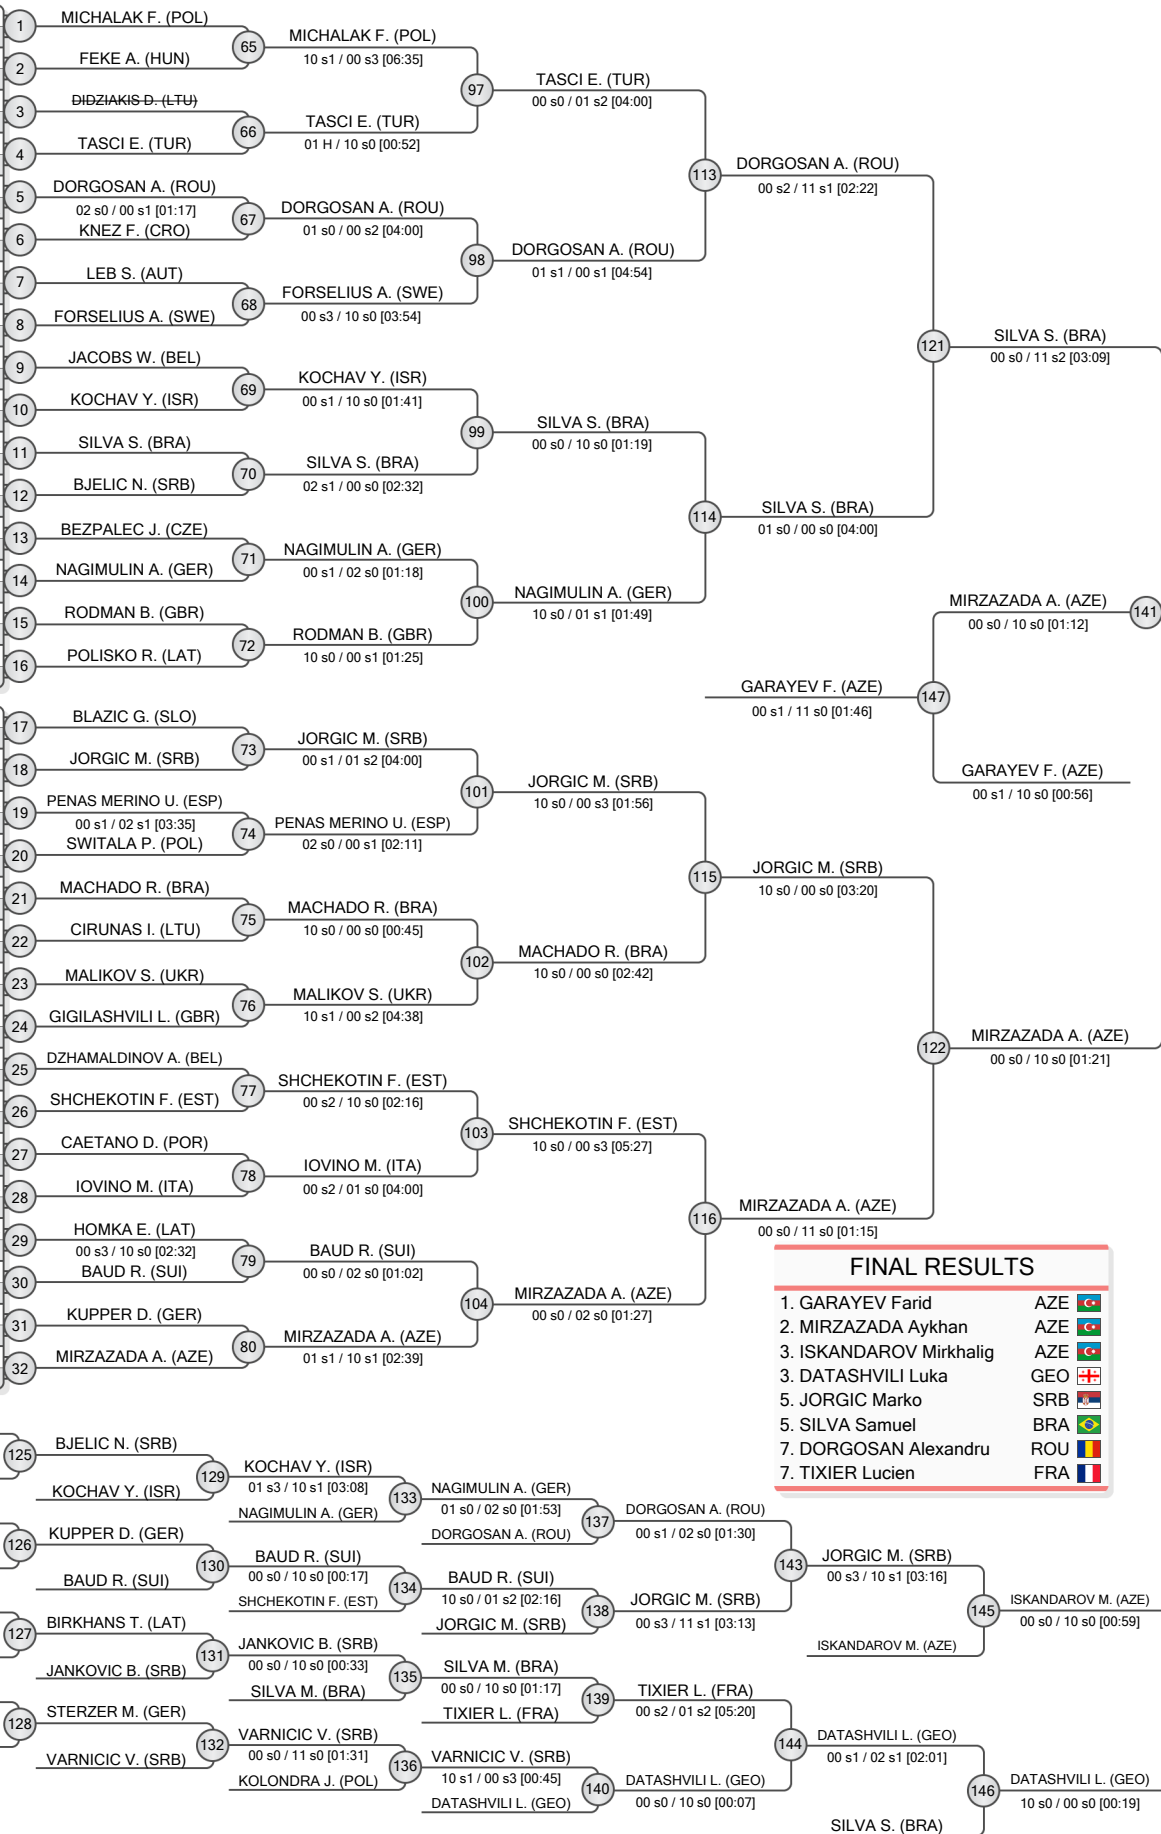 1 MICHALAK F. (POL)
65 MICHALAK F. (POL)
10 s1 / 00 s3 [06:35]
2 FEKE A. (HUN)
97 TASCI E. (TUR)
00 s0 / 01 s2 [04:00]
3 DIDZIAKIS D. (LTU)
66 TASCI E. (TUR)
01 H / 10 s0 [00:52]
4 TASCI E. (TUR)
113 DORGOSAN A. (ROU)
00 s2 / 11 s1 [02:22]
5 DORGOSAN A. (ROU)
02 s0 / 00 s1 [01:17]
67 DORGOSAN A. (ROU)
01 s0 / 00 s2 [04:00]
6 KNEZ F. (CRO)
98 DORGOSAN A. (ROU)
01 s1 / 00 s1 [04:54]
7 LEB S. (AUT)
68 FORSELIUS A. (SWE)
00 s3 / 10 s0 [03:54]
8 FORSELIUS A. (SWE)
121 SILVA S. (BRA)
00 s0 / 11 s2 [03:09]
9 JACOBS W. (BEL)
69 KOCHAV Y. (ISR)
00 s1 / 10 s0 [01:41]
10 KOCHAV Y. (ISR)
99 SILVA S. (BRA)
00 s0 / 10 s0 [01:19]
11 SILVA S. (BRA)
70 SILVA S. (BRA)
02 s1 / 00 s0 [02:32]
12 BJELIC N. (SRB)
114 SILVA S. (BRA)
01 s0 / 00 s0 [04:00]
13 BEZPALEC J. (CZE)
71 NAGIMULIN A. (GER)
00 s1 / 02 s0 [01:18]
14 NAGIMULIN A. (GER)
100 NAGIMULIN A. (GER)
10 s0 / 01 s1 [01:49]
15 RODMAN B. (GBR)
72 RODMAN B. (GBR)
10 s0 / 00 s1 [01:25]
16 POLISKO R. (LAT)
MIRZAZADA A. (AZE) 141
00 s0 / 10 s0 [01:12]
GARAYEV F. (AZE) 147
00 s1 / 11 s0 [01:46]
GARAYEV F. (AZE)
00 s1 / 10 s0 [00:56]
17 BLAZIC G. (SLO)
73 JORGIC M. (SRB)
00 s1 / 01 s2 [04:00]
18 JORGIC M. (SRB)
101 JORGIC M. (SRB)
10 s0 / 00 s3 [01:56]
19 PENAS MERINO U. (ESP)
00 s1 / 02 s1 [03:35]
74 PENAS MERINO U. (ESP)
02 s0 / 00 s1 [02:11]
20 SWITALA P. (POL)
115 JORGIC M. (SRB)
10 s0 / 00 s0 [03:20]
21 MACHADO R. (BRA)
75 MACHADO R. (BRA)
10 s0 / 00 s0 [00:45]
22 CIRUNAS I. (LTU)
102 MACHADO R. (BRA)
10 s0 / 00 s0 [02:42]
23 MALIKOV S. (UKR)
76 MALIKOV S. (UKR)
10 s1 / 00 s2 [04:38]
24 GIGILASHVILI L. (GBR)
122 MIRZAZADA A. (AZE)
00 s0 / 10 s0 [01:21]
25 DZHAMALDINOV A. (BEL)
77 SHCHEKOTIN F. (EST)
00 s2 / 10 s0 [02:16]
26 SHCHEKOTIN F. (EST)
103 SHCHEKOTIN F. (EST)
10 s0 / 00 s3 [05:27]
27 CAETANO D. (POR)
78 IOVINO M. (ITA)
00 s2 / 01 s0 [04:00]
28 IOVINO M. (ITA)
116 MIRZAZADA A. (AZE)
00 s0 / 11 s0 [01:15]
29 HOMKA E. (LAT)
00 s3 / 10 s0 [02:32]
79 BAUD R. (SUI)
00 s0 / 02 s0 [01:02]
30 BAUD R. (SUI)
104 MIRZAZADA A. (AZE)
00 s0 / 02 s0 [01:27]
31 KUPPER D. (GER)
80 MIRZAZADA A. (AZE)
01 s1 / 10 s1 [02:39]
32 MIRZAZADA A. (AZE)
FINAL RESULTS
1. GARAYEV Farid AZE
2. MIRZAZADA Aykhan AZE
3. ISKANDAROV Mirkhalig AZE
3. DATASHVILI Luka GEO
5. JORGIC Marko SRB
5. SILVA Samuel BRA
7. DORGOSAN Alexandru ROU
7. TIXIER Lucien FRA
125 BJELIC N. (SRB)
129 KOCHAV Y. (ISR)
01 s3 / 10 s1 [03:08]
KOCHAV Y. (ISR)
133 NAGIMULIN A. (GER)
01 s0 / 02 s0 [01:53]
NAGIMULIN A. (GER)
137 DORGOSAN A. (ROU)
00 s1 / 02 s0 [01:30]
DORGOSAN A. (ROU)
126 KUPPER D. (GER)
130 BAUD R. (SUI)
00 s0 / 10 s0 [00:17]
143 JORGIC M. (SRB)
00 s3 / 10 s1 [03:16]
BAUD R. (SUI)
134 BAUD R. (SUI)
10 s0 / 01 s2 [02:16]
SHCHEKOTIN F. (EST)
138 JORGIC M. (SRB)
00 s3 / 11 s1 [03:13]
JORGIC M. (SRB)
145 ISKANDAROV M. (AZE)
00 s0 / 10 s0 [00:59]
ISKANDAROV M. (AZE)
127 BIRKHANS T. (LAT)
131 JANKOVIC B. (SRB)
00 s0 / 10 s0 [00:33]
JANKOVIC B. (SRB)
135 SILVA M. (BRA)
00 s0 / 10 s0 [01:17]
SILVA M. (BRA)
139 TIXIER L. (FRA)
00 s2 / 01 s2 [05:20]
TIXIER L. (FRA)
128 STERZER M. (GER)
132 VARNICIC V. (SRB)
00 s0 / 11 s0 [01:31]
144 DATASHVILI L. (GEO)
00 s1 / 02 s1 [02:01]
VARNICIC V. (SRB)
136 VARNICIC V. (SRB)
10 s1 / 00 s3 [00:45]
KOLONDRA J. (POL)
140 DATASHVILI L. (GEO)
00 s0 / 10 s0 [00:07]
146 DATASHVILI L. (GEO)
10 s0 / 00 s0 [00:19]
DATASHVILI L. (GEO)
SILVA S. (BRA)